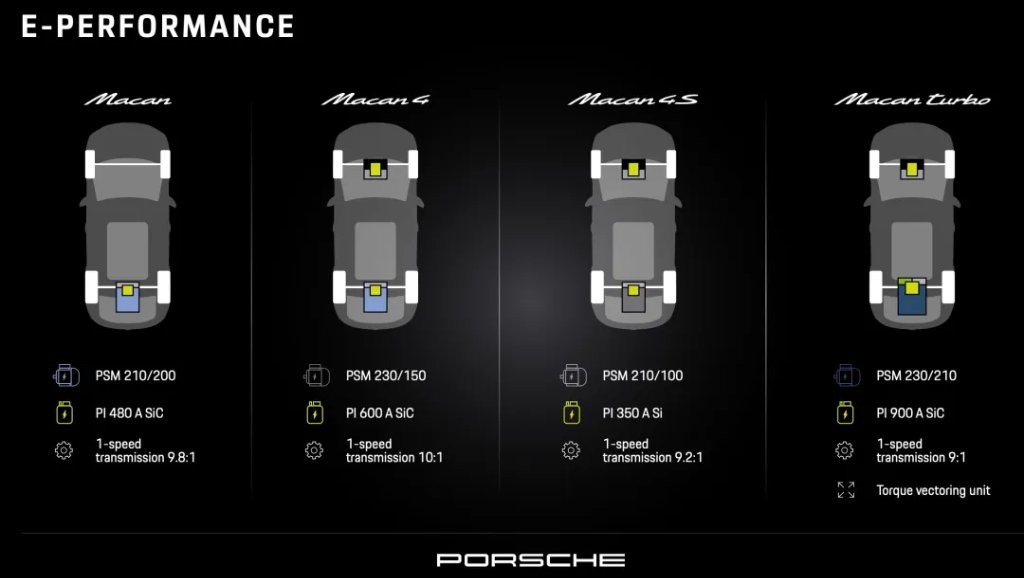 E-PERFORMANCE
Macan
Macan 4
Macan 4S
Macan turbo
PSM 210/200
PI 480 A SiC
1-speed
transmission 9.8:1
PSM 230/150
PI 600 A SiC
1-speed
transmission 10:1
PSM 210/100
PI 350 A Si
1-speed
transmission 9.2:1
PSM 230/210
PI 900 A SiC
1-speed
transmission 9:1
Torque vectoring unit
PORSCHE